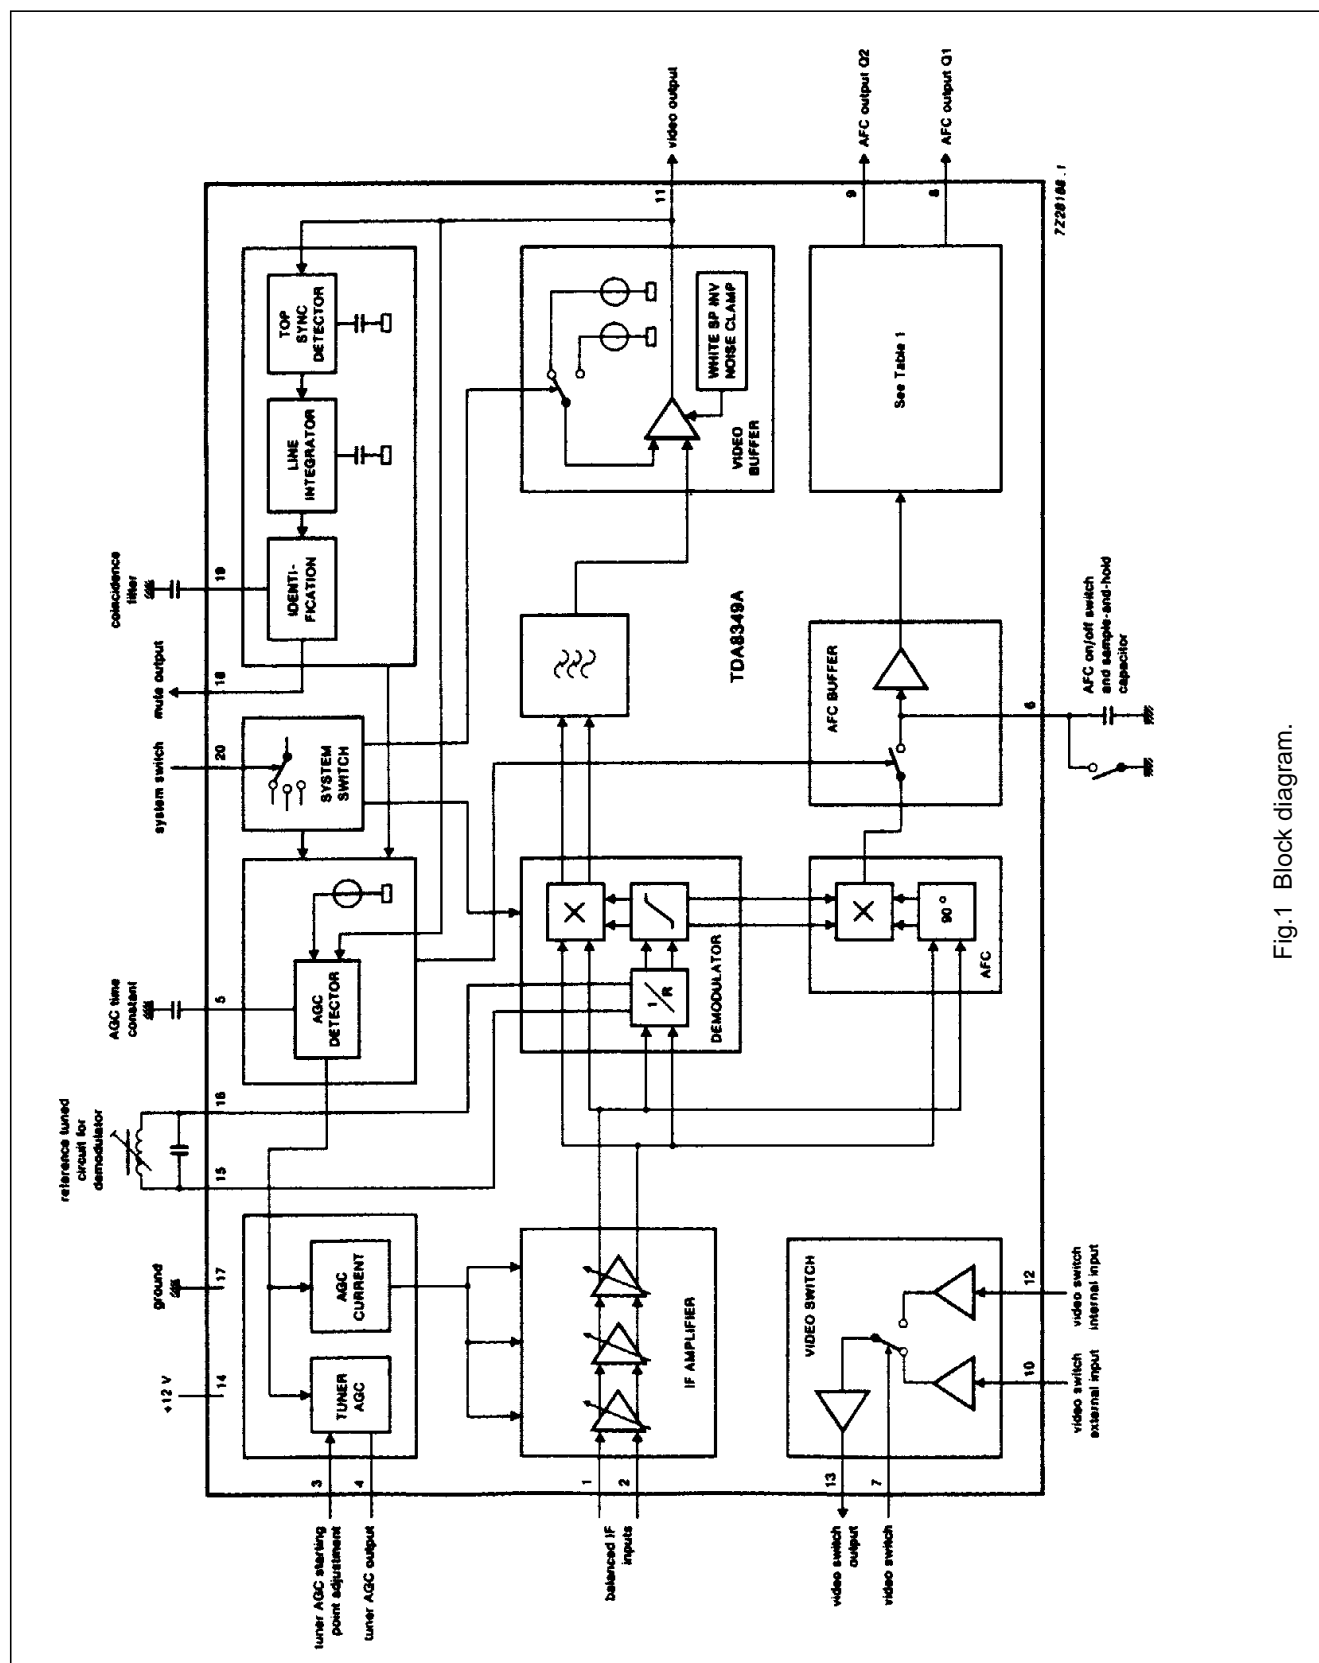 +12 V
14
ground
17
reference tuned
circuit for
demodulator
15
16
AGC time
constant
5
system switch
20
mute output
18
coincidence
filter
19
tuner AGC starting
point adjustment
3
tuner AGC output
4
TUNER
AGC
AGC
CURRENT
AGC
DETECTOR
SYSTEM
SWITCH
IDENTI-
FICATION
LINE
INTEGRATOR
TOP
SYNC
DETECTOR
balanced IF
inputs
1
2
IF AMPLIFIER
1/R
DEMODULATOR
VIDEO
BUFFER
WHITE SP INV
NOISE CLAMP
11
video output
TDA8349A
video switch
output
13
video switch
7
VIDEO SWITCH
90°
AFC
AFC BUFFER
See Table 1
9
AFC output Q2
8
AFC output Q1
10
video switch
external input
12
video switch
internal input
6
AFC on/off switch
and sample-and-hold
capacitor
7Z28188.1
Fig.1 Block diagram.